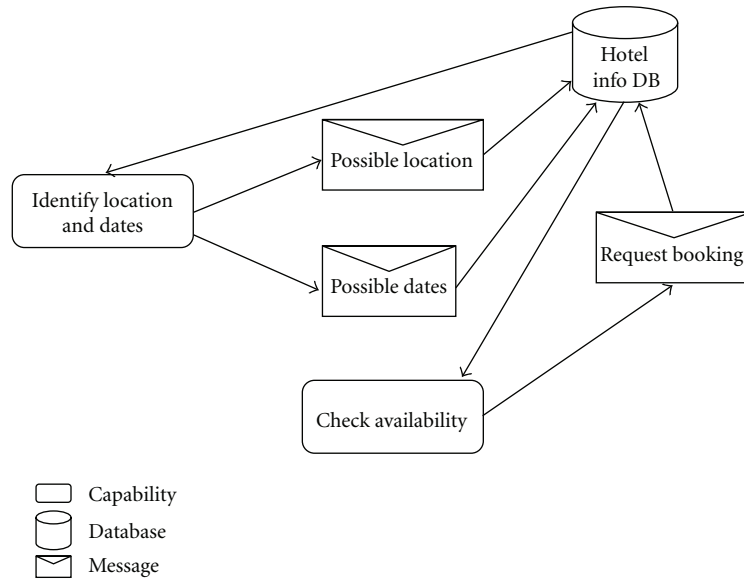 Hotel
info DB
Possible location
Identify location
and dates
Request booking
Possible dates
Check availability
Capability
Database
Message